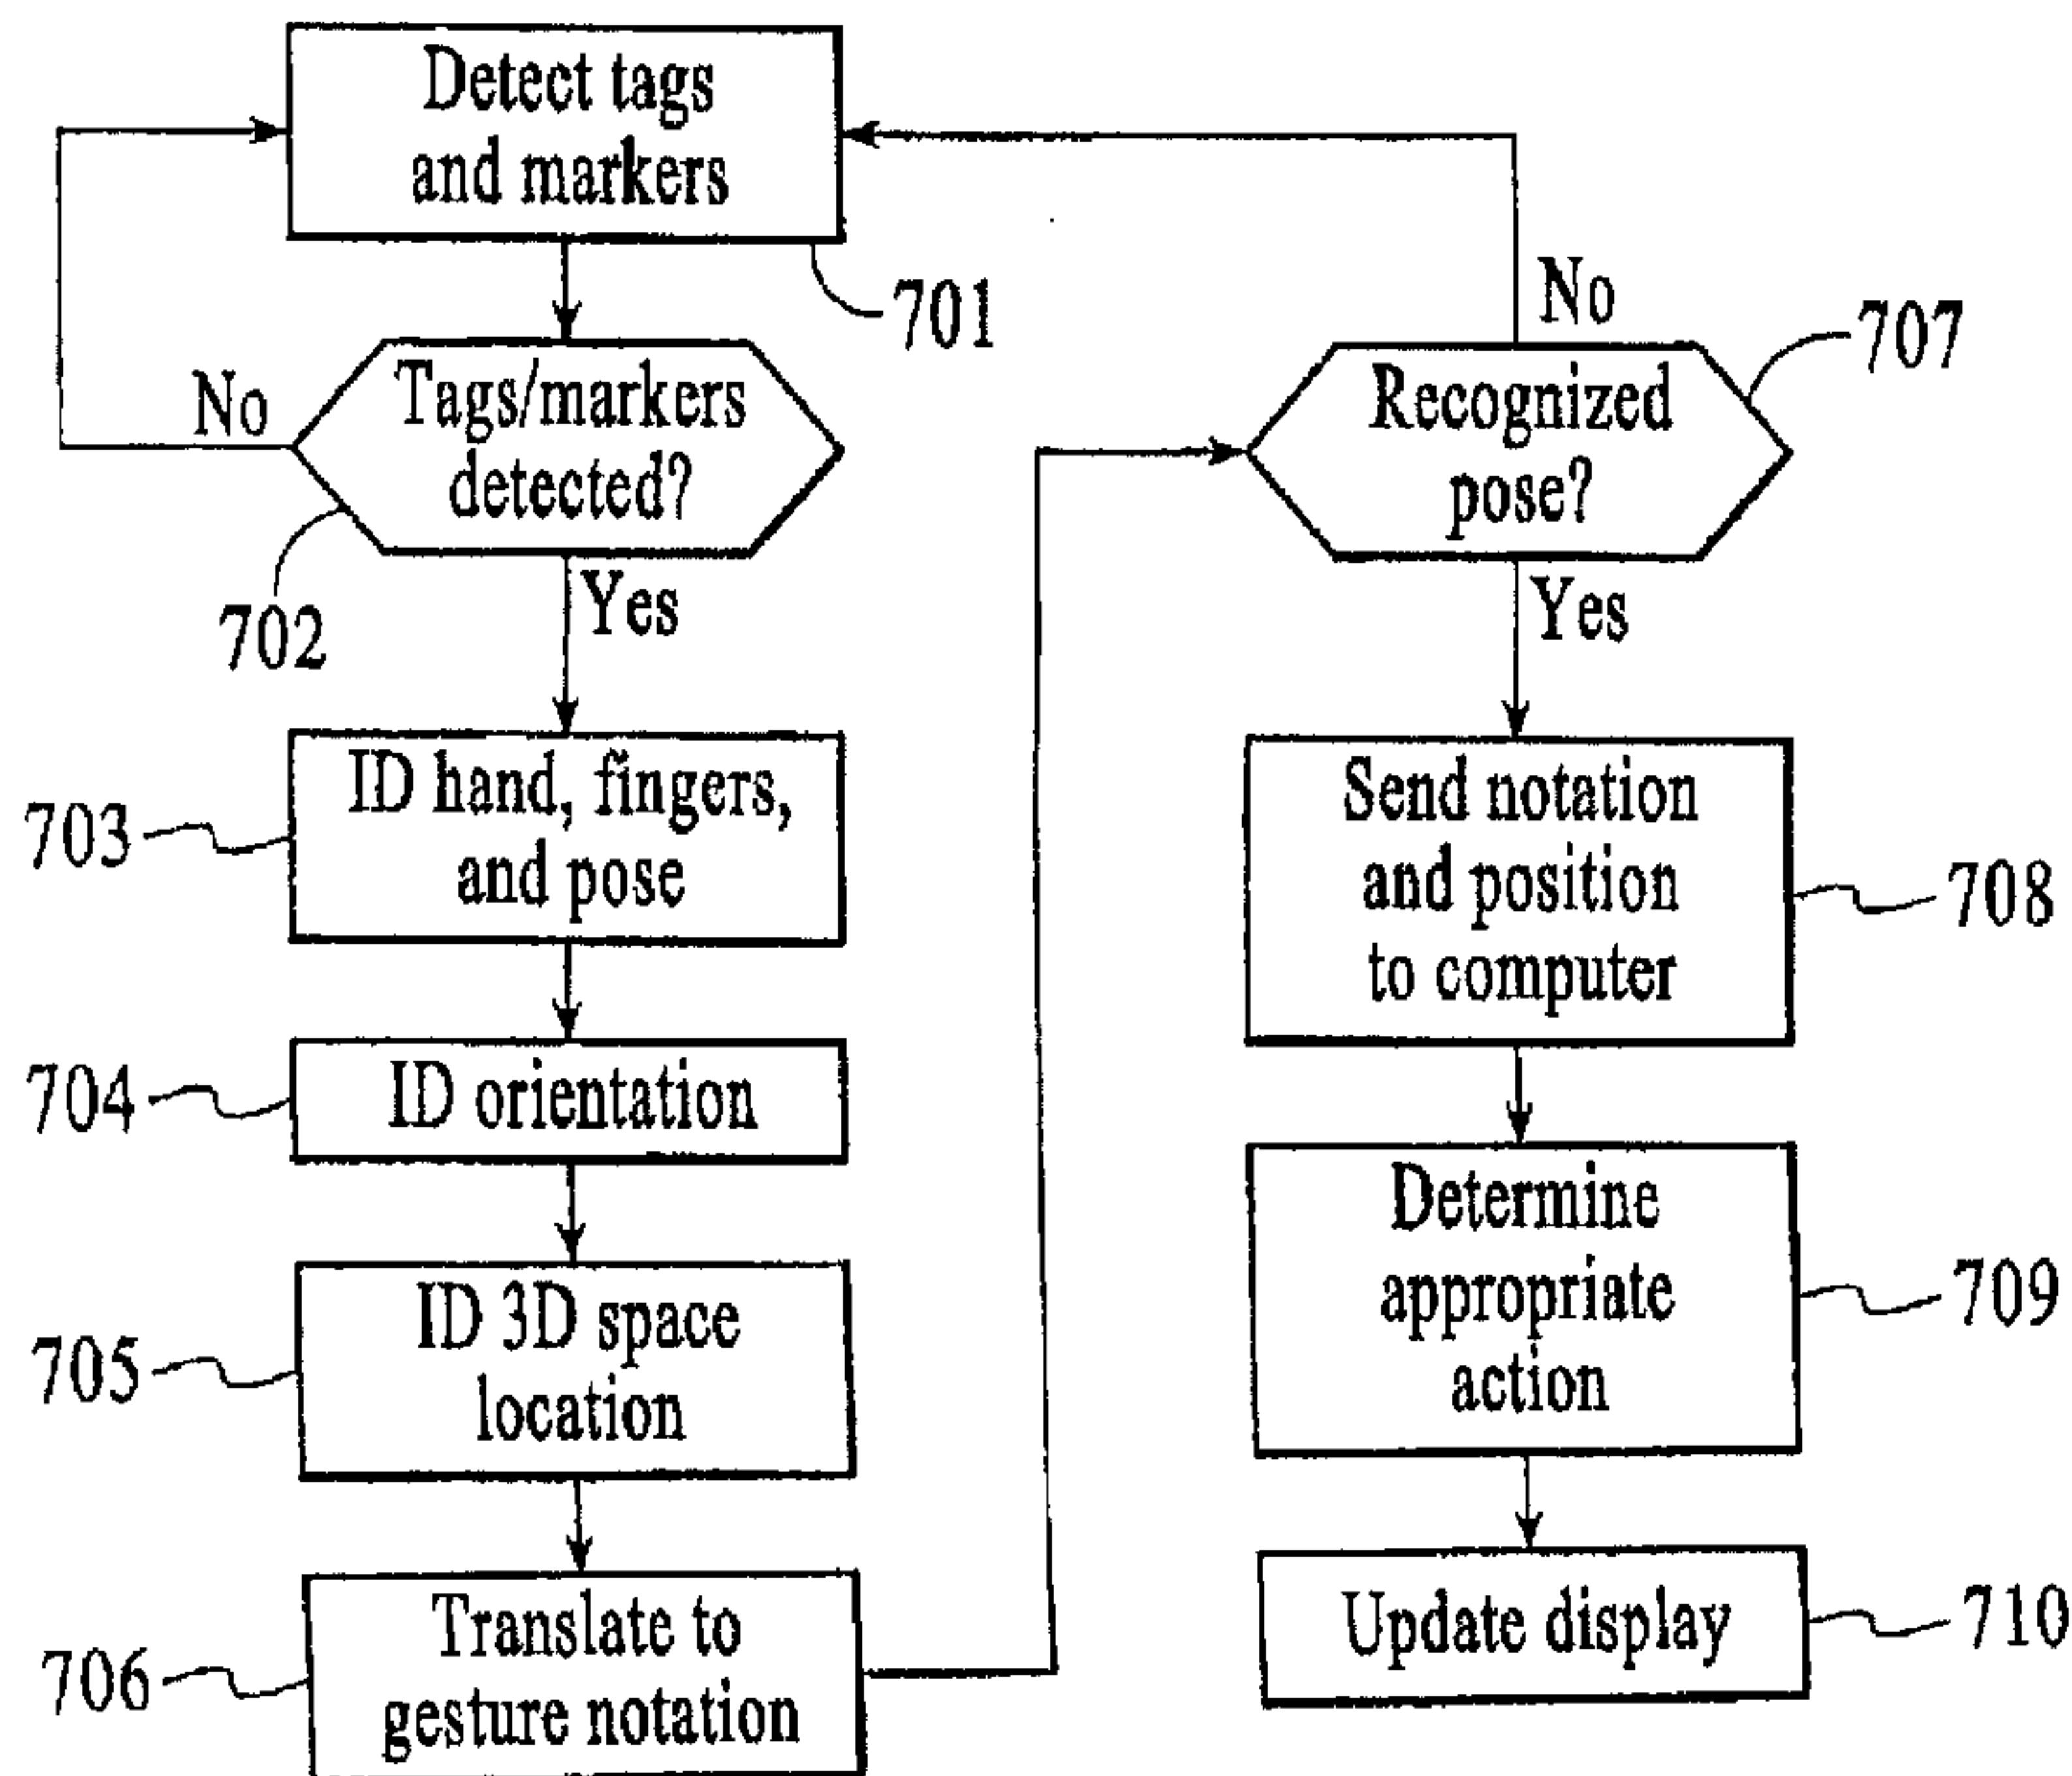 Detect tags
and markers
701
No
Tags/markers
detected?
702
Yes
703
ID hand, fingers,
and pose
704
ID orientation
705
ID 3D space
location
706
Translate to
gesture notation
No
707
Recognized
pose?
Yes
Send notation
and position
to computer
708
Determine
appropriate
action
709
Update display
710